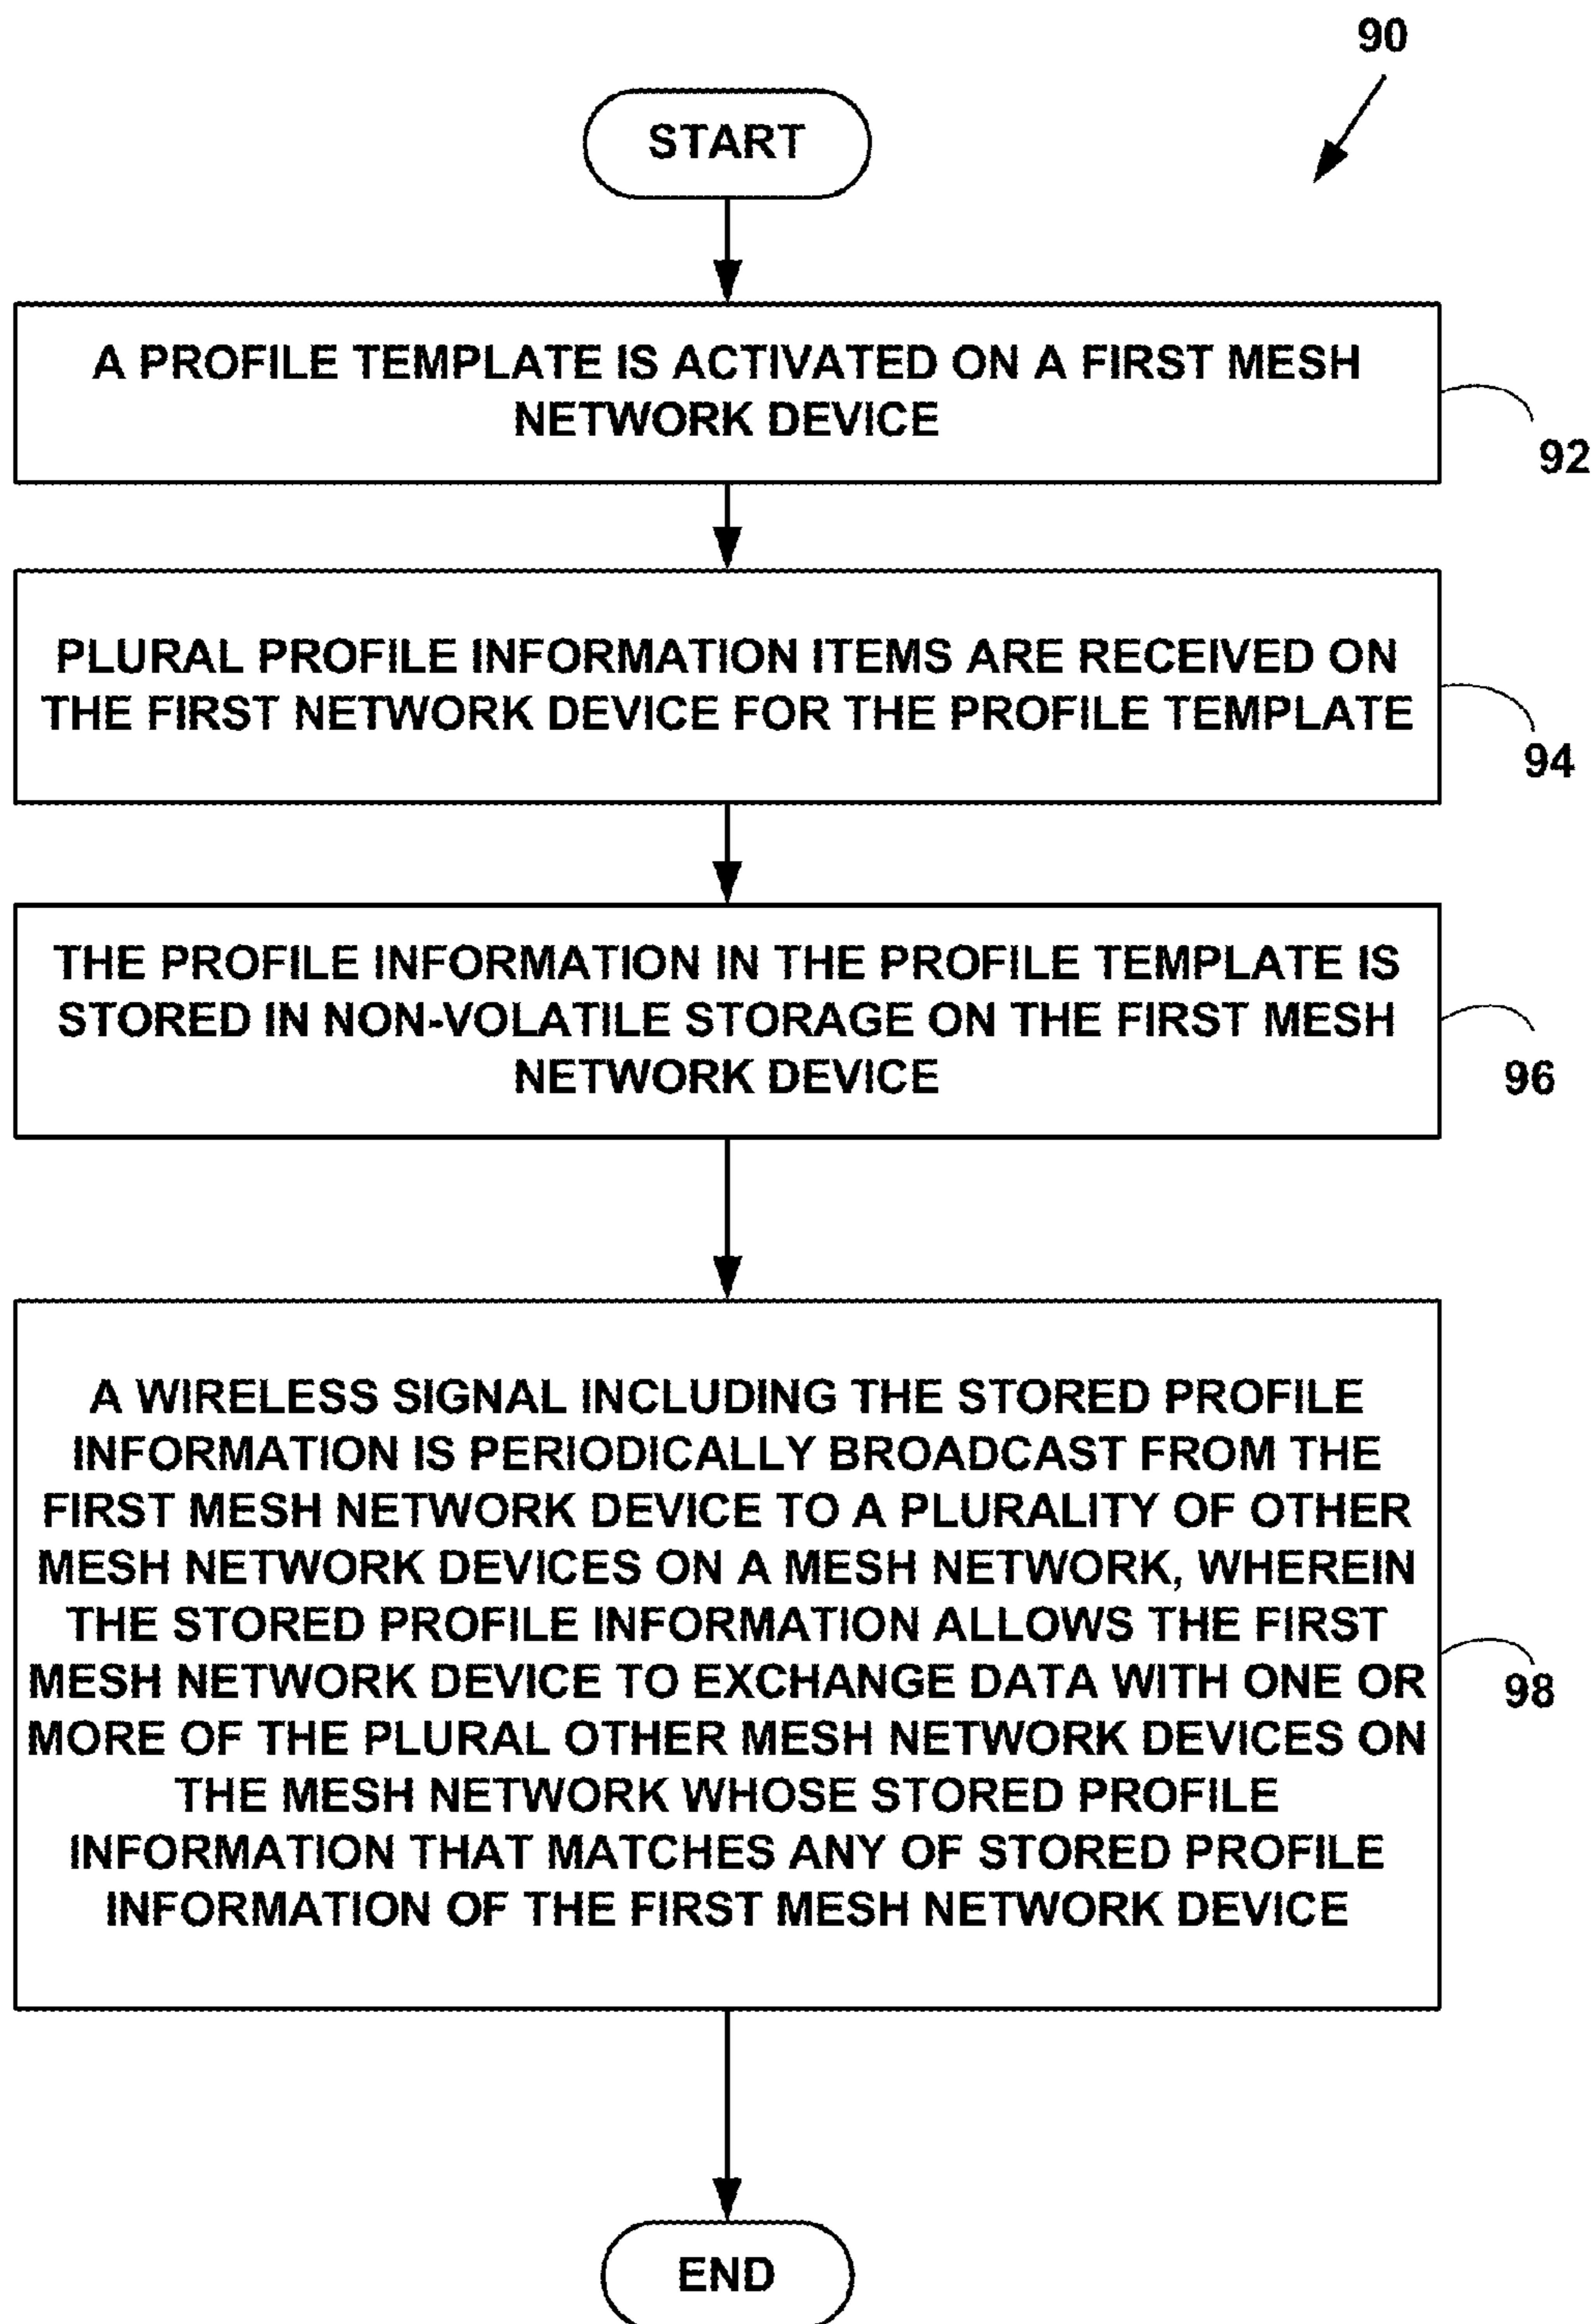 90
START
A PROFILE TEMPLATE IS ACTIVATED ON A FIRST MESH
NETWORK DEVICE
92
PLURAL PROFILE INFORMATION ITEMS ARE RECEIVED ON
THE FIRST NETWORK DEVICE FOR THE PROFILE TEMPLATE
94
THE PROFILE INFORMATION IN THE PROFILE TEMPLATE IS
STORED IN NON-VOLATILE STORAGE ON THE FIRST MESH
NETWORK DEVICE
96
A WIRELESS SIGNAL INCLUDING THE STORED PROFILE
INFORMATION IS PERIODICALLY BROADCAST FROM THE
FIRST MESH NETWORK DEVICE TO A PLURALITY OF OTHER
MESH NETWORK DEVICES ON A MESH NETWORK, WHEREIN
THE STORED PROFILE INFORMATION ALLOWS THE FIRST
MESH NETWORK DEVICE TO EXCHANGE DATA WITH ONE OR
MORE OF THE PLURAL OTHER MESH NETWORK DEVICES ON
THE MESH NETWORK WHOSE STORED PROFILE
INFORMATION THAT MATCHES ANY OF STORED PROFILE
INFORMATION OF THE FIRST MESH NETWORK DEVICE
98
END